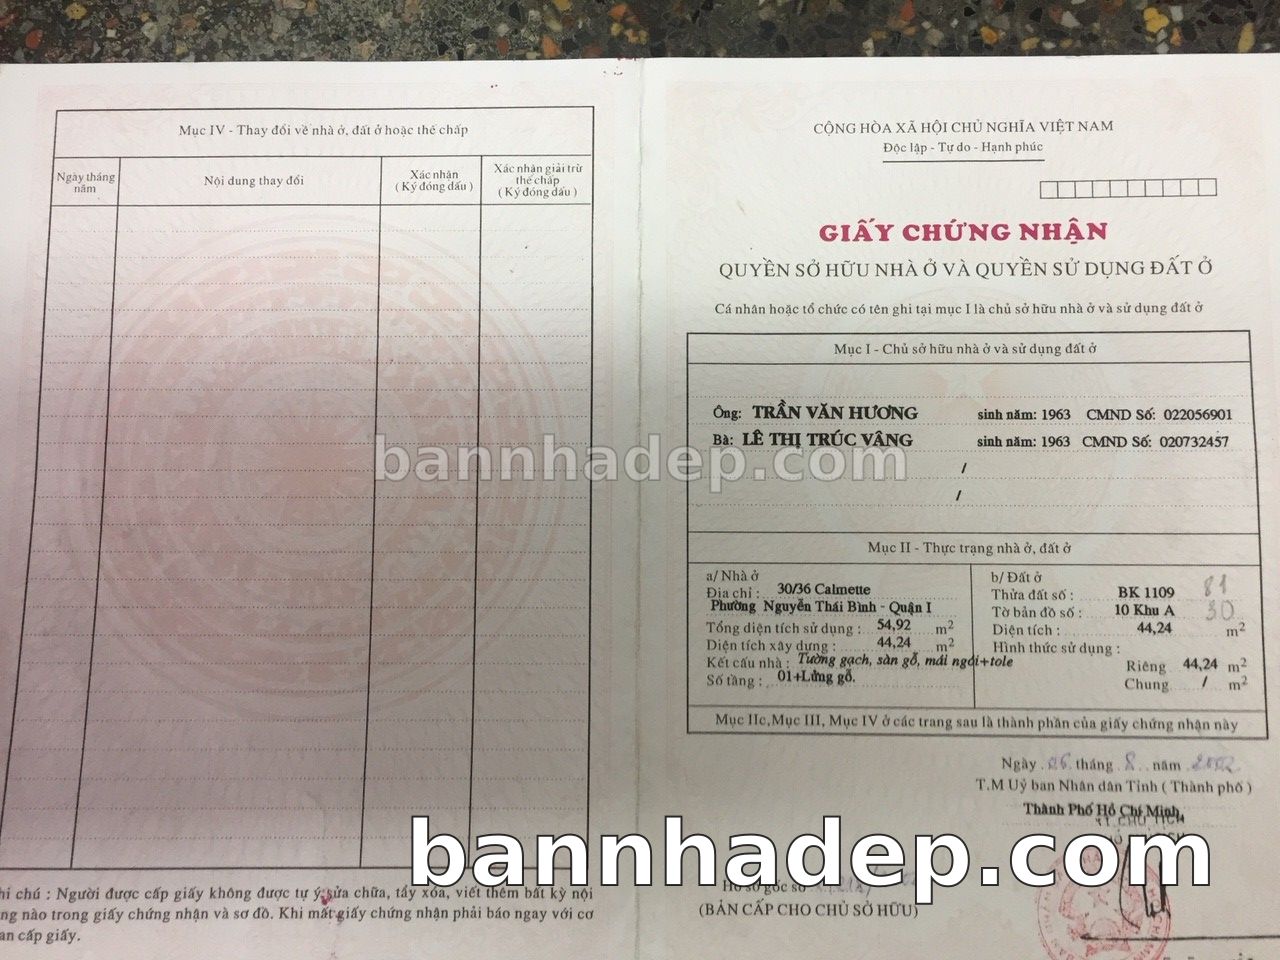 Mục IV - Thay đổi về nhà ở, đất ở hoặc thế chấp
Ngày tháng năm
Nội dung thay đổi
Xác nhận
( Ký đóng dấu )
Xác nhận giải trừ
thế chấp
( Ký đóng dấu )
chú : Người được cấp giấy không được tự ý sửa chữa, tẩy xóa, viết thêm bất kỳ nội
nào trong giấy chứng nhận và sơ đồ. Khi mất giấy chứng nhận phải báo ngay với cơ
cấp giấy.
CỘNG HÒA XÃ HỘI CHỦ NGHĨA VIỆT NAM
Độc lập - Tự do - Hạnh phúc
GIẤY CHỨNG NHẬN
QUYỀN SỞ HỮU NHÀ Ở VÀ QUYỀN SỬ DỤNG ĐẤT Ở
Cá nhân hoặc tổ chức có tên ghi tại mục I là chủ sở hữu nhà ở và sử dụng đất ở
Mục I - Chủ sở hữu nhà ở và sử dụng đất ở
Ông: TRẦN VĂN HƯƠNG sinh năm: 1963 CMND Số: 022056901
Bà: LÊ THỊ TRÚC VÂNG sinh năm: 1963 CMND Số: 020732457
/
/
bannhadep.com
Mục II - Thực trạng nhà ở, đất ở
a/ Nhà ở
Địa chỉ : 30/36 Calmette
Phường Nguyễn Thái Bình - Quận I
Tổng diện tích sử dụng : 54,92 m2
Diện tích xây dựng : 44,24 m2
Kết cấu nhà : Tường gạch, sàn gỗ, mái ngói+tole
Số tầng : 01+Lửng gỗ.
b/ Đất ở
Thửa đất số : BK 1109 81
Tờ bản đồ số : 10 Khu A 30
Diện tích : 44,24 m2
Hình thức sử dụng :
Riêng 44,24 m2
Chung / m2
Mục IIc,Mục III, Mục IV ở các trang sau là thành phần của giấy chứng nhận này
Ngày 06 tháng 8 năm 2002
T.M Uỷ ban Nhân dân Tỉnh ( Thành phố )
Thành Phố Hồ Chí Minh
bannhadep.com
Hồ sơ gốc số
(BẢN CẤP CHO CHỦ SỞ HỮU)